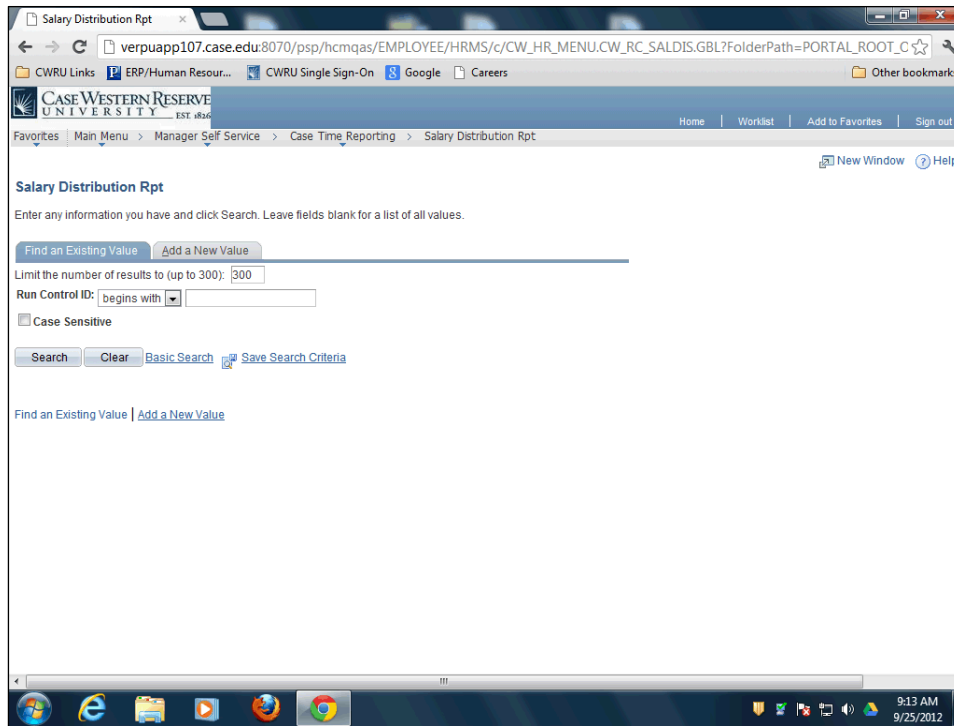 Salary Distribution Rpt
verpuapp107.case.edu:8070/psp/hcmqas/EMPLOYEE/HRMS/c/CW_HR_MENU.CW_RC_SALDIS.GBL?FolderPath=PORTAL_ROOT_O
CWRU Links ERP/Human Resour... CWRU Single Sign-On Google Careers Other bookmark
CASE WESTERN RESERVE
UNIVERSITY EST. 1826
Home | Worklist | Add to Favorites | Sign out
Favorites Main Menu > Manager Self Service > Case Time Reporting > Salary Distribution Rpt
New Window Help
Salary Distribution Rpt
Enter any information you have and click Search. Leave fields blank for a list of all values.
Find an Existing Value Add a New Value
Limit the number of results to (up to 300): 300
Run Control ID: begins with
Case Sensitive
Search Clear Basic Search Save Search Criteria
Find an Existing Value | Add a New Value
9:13 AM
9/25/2012